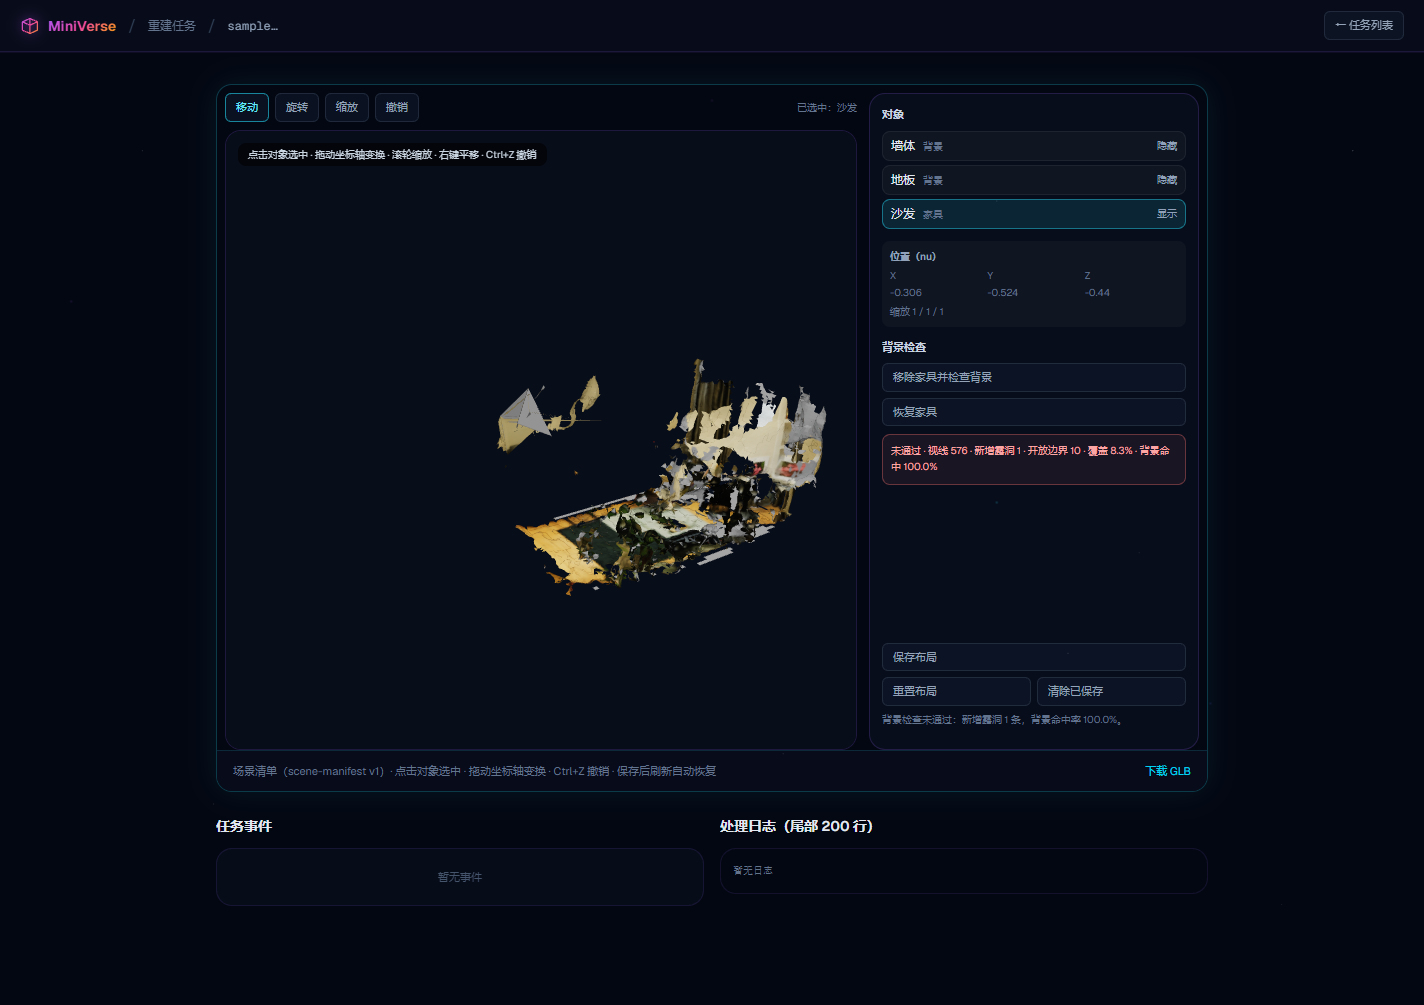 MiniVerse / 重建任务 / sample…
← 任务列表
移动 旋转 缩放 撤销
已选中：沙发
点击对象选中 · 拖动坐标轴变换 · 滚轮缩放 · 右键平移 · Ctrl+Z 撤销
对象
墙体 背景 隐藏
地板 背景 隐藏
沙发 家具 显示
位置（nu）
X Y Z
-0.306 -0.524 -0.44
缩放 1 / 1 / 1
背景检查
移除家具并检查背景
恢复家具
未通过 · 视线 576 · 新增露洞 1 · 开放边界 10 · 覆盖 8.3% · 背景命
中 100.0%
保存布局
重置布局 清除已保存
背景检查未通过：新增露洞 1 条，背景命中率 100.0%。
场景清单（scene-manifest v1） · 点击对象选中 · 拖动坐标轴变换 · Ctrl+Z 撤销 · 保存后刷新自动恢复
下载 GLB
任务事件
暂无事件
处理日志（尾部 200 行）
暂无日志